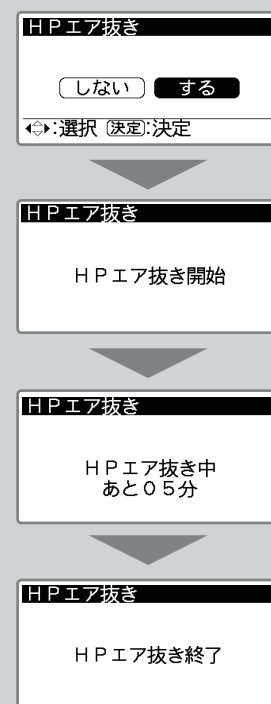 ＨＰエア抜き
しない する
:選択 決定:決定
ＨＰエア抜き
ＨＰエア抜き開始
ＨＰエア抜き
ＨＰエア抜き中
あと０５分
ＨＰエア抜き
ＨＰエア抜き終了